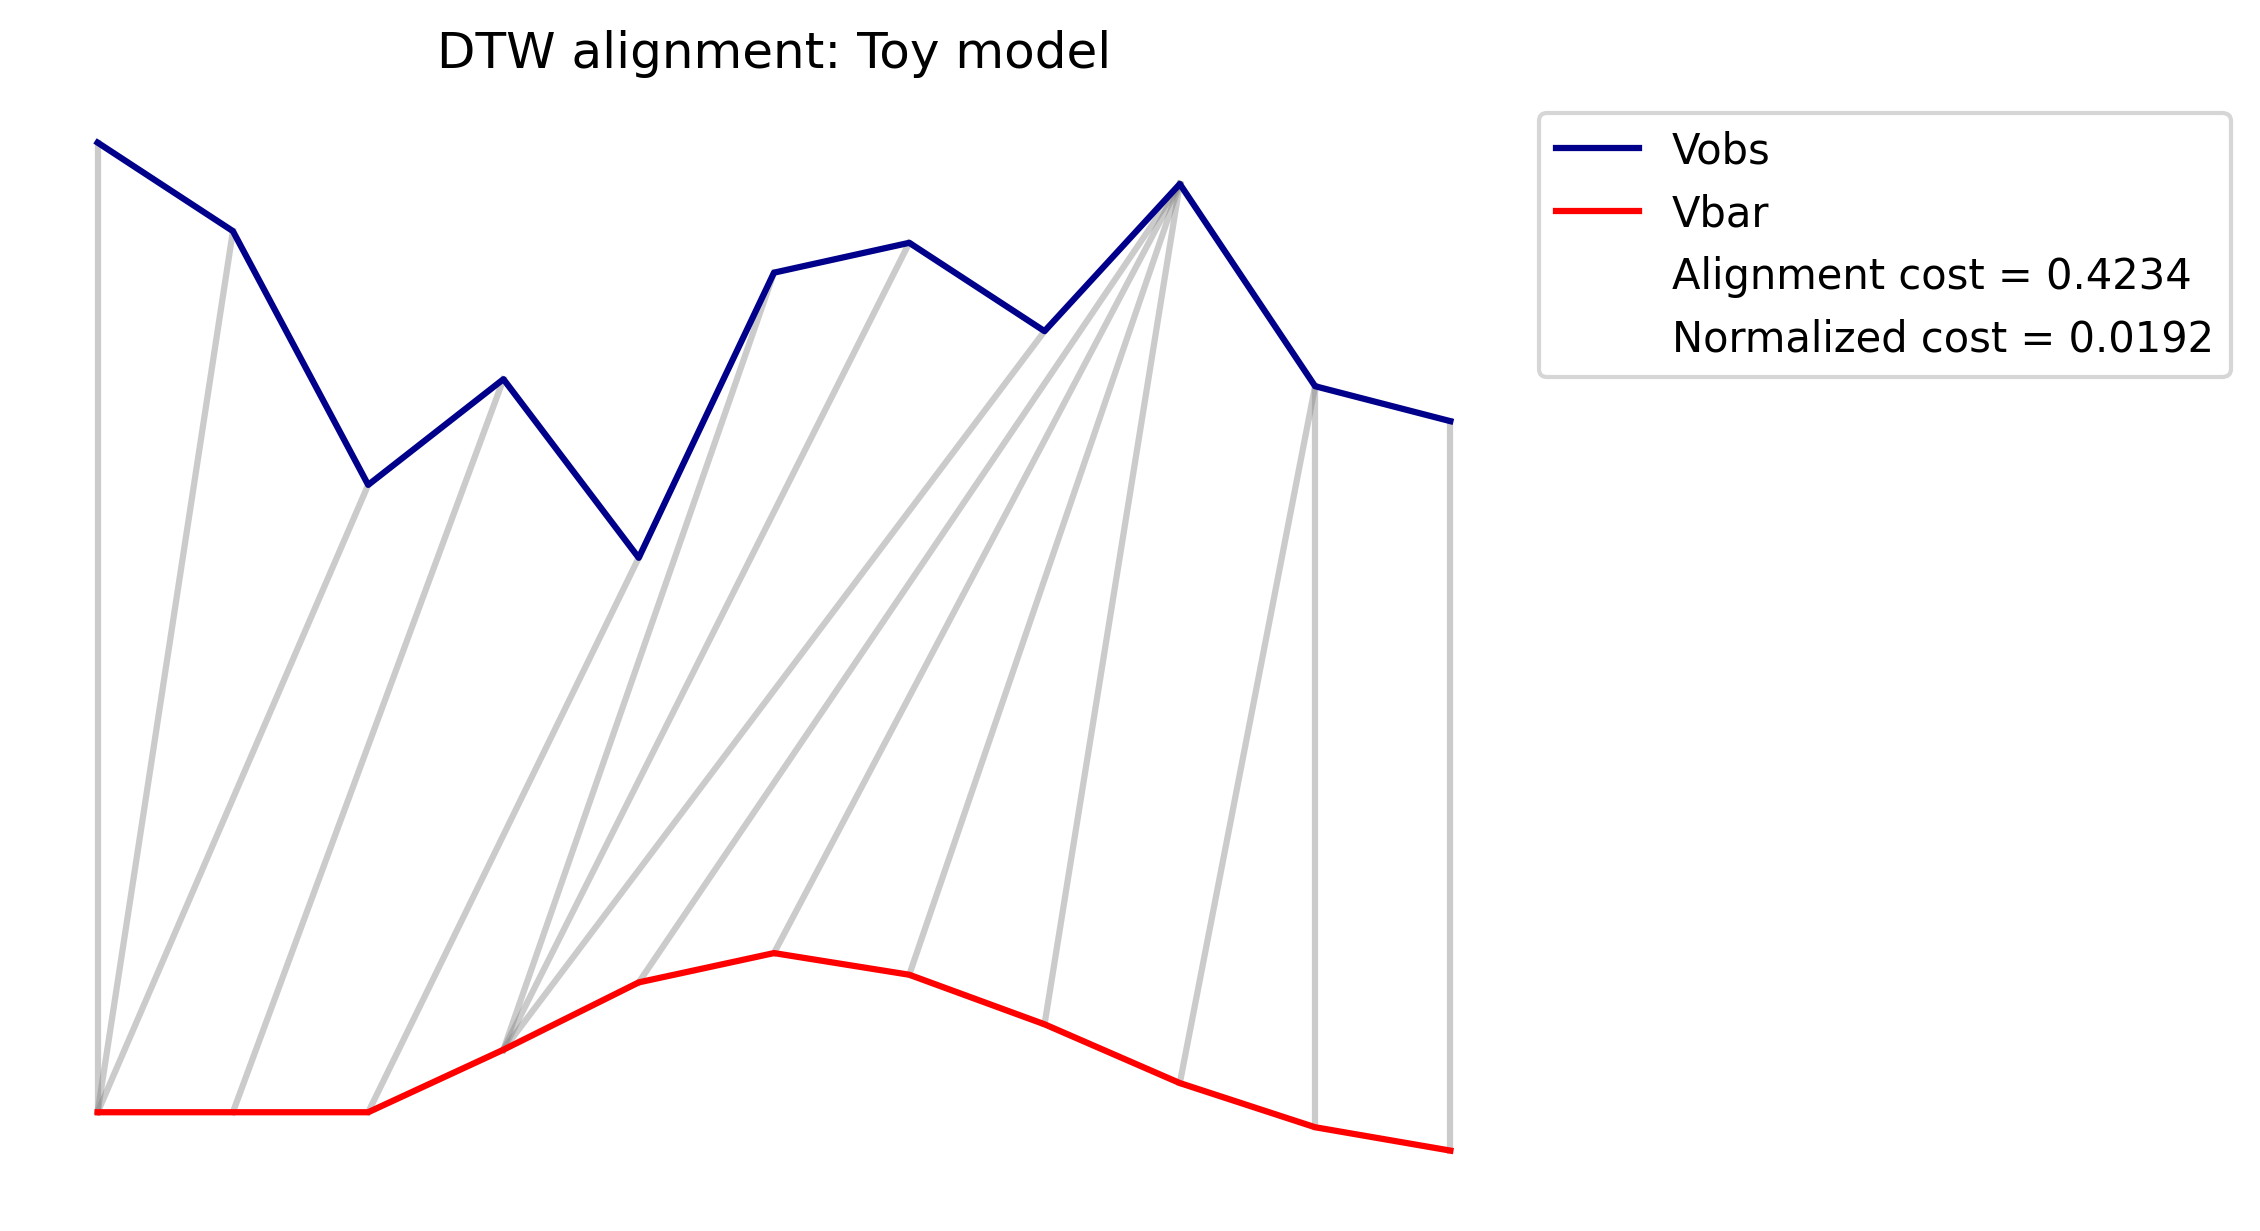 DTW alignment: Toy model
Vobs
Vbar
Alignment cost = 0.4234
Normalized cost = 0.0192